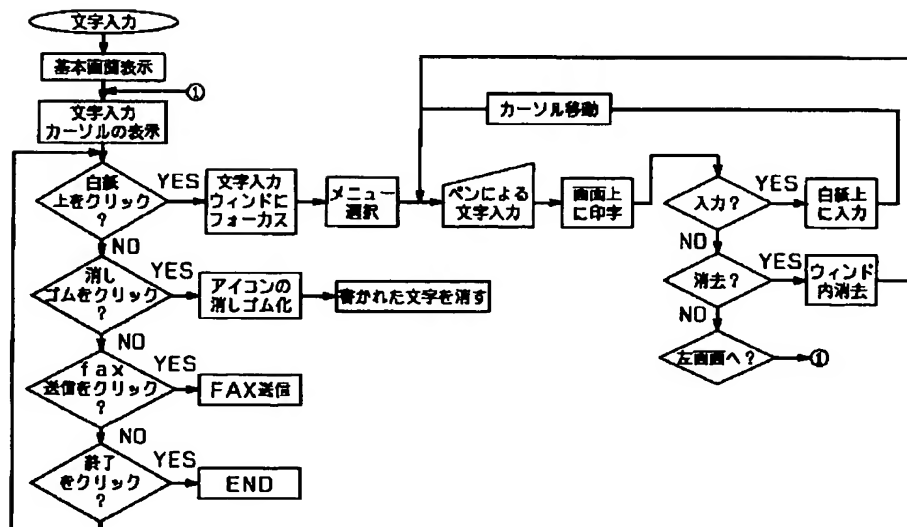 文字入力
基本画面表示
①
文字入力
カーソルの表示
カーソル移動
白紙
上をクリック
?
YES
文字入力
ウィンドに
フォーカス
メニュー
選択
ペンによる
文字入力
画面上
に印字
入力?
YES
白紙上
に入力
NO
NO
消し
ゴムをクリック
?
YES
アイコンの
消しゴム化
書かれた文字を消す
消去?
YES
ウィンド
内消去
NO
NO
fax
送信をクリック
?
YES
FAX送信
左画面へ?
①
NO
終了
をクリック
?
YES
END